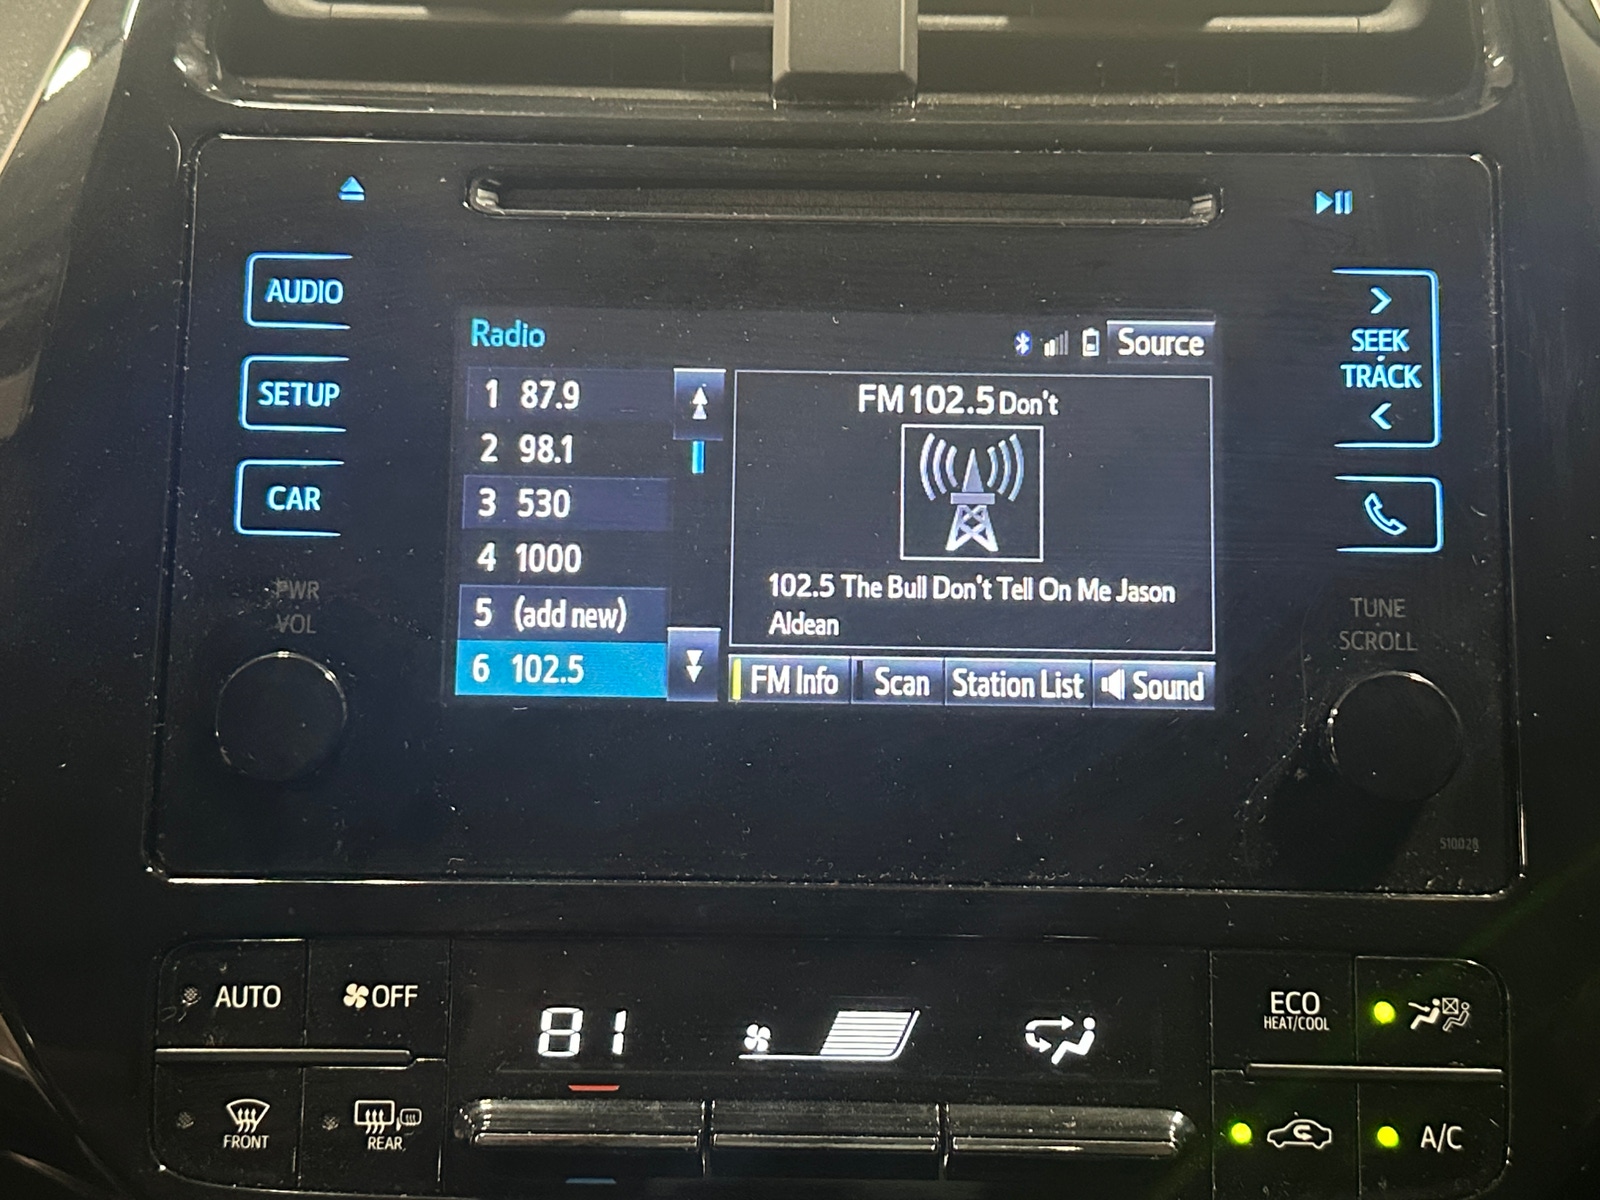 AUDIO
SETUP
CAR
PWR
VOL
Radio
Source
1 87.9
2 98.1
3 530
4 1000
5 (add new)
6 102.5
FM 102.5 Don't
102.5 The Bull Don't Tell On Me Jason
Aldean
FM Info
Scan
Station List
Sound
SEEK
TRACK
TUNE
SCROLL
510028
AUTO
OFF
81
ECO
HEAT/COOL
FRONT
REAR
A/C